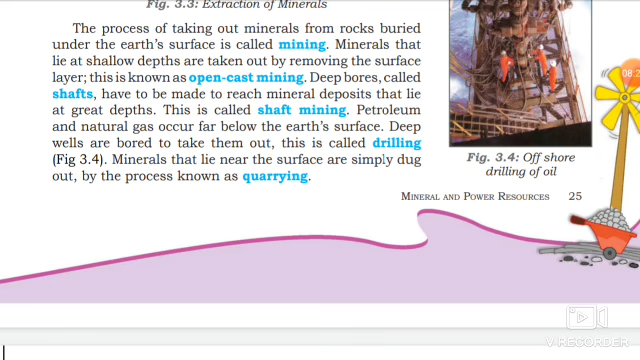 Fig. 3.3: Extraction of Minerals
The process of taking out minerals from rocks buried
under the earth's surface is called mining. Minerals that
lie at shallow depths are taken out by removing the surface
layer; this is known as open-cast mining. Deep bores, called
shafts, have to be made to reach mineral deposits that lie
at great depths. This is called shaft mining. Petroleum
and natural gas occur far below the earth's surface. Deep
wells are bored to take them out, this is called drilling
(Fig 3.4). Minerals that lie near the surface are simply dug
out, by the process known as quarrying.
Fig. 3.4: Off shore
drilling of oil
MINERAL AND POWER RESOURCES 25
V RECORDER